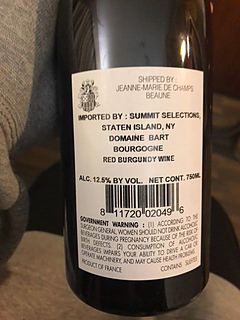 SHIPPED BY :
JEANNE-MARIE DE CHAMPS
BEAUNE
IMPORTED BY : SUMMIT SELECTIONS,
STATEN ISLAND, NY
DOMAINE BART
BOURGOGNE
RED BURGUNDY WINE
ALC. 12.5% BY VOL. NET CONT. 750ML
8 11720 02049 6
GOVERNMENT WARNING : (1) ACCORDING TO THE
SURGEON GENERAL WOMEN SHOULD NOT DRINK ALCOHOLIC
BEVERAGES DURING PREGNANCY BECAUSE OF THE RISK OF
BIRTH DEFECTS. (2) CONSUMPTION OF ALCOHOLIC
BEVERAGES IMPAIRS YOUR ABILITY TO DRIVE A CAR OR
OPERATE MACHINERY, AND MAY CAUSE HEALTH PROBLEMS.
PRODUCT OF FRANCE CONTAINS SULFITES